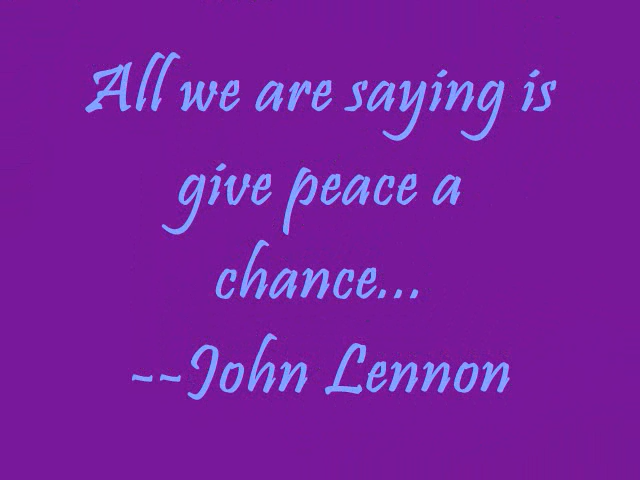 All we are saying is
give peace a
chance...
--John Lennon